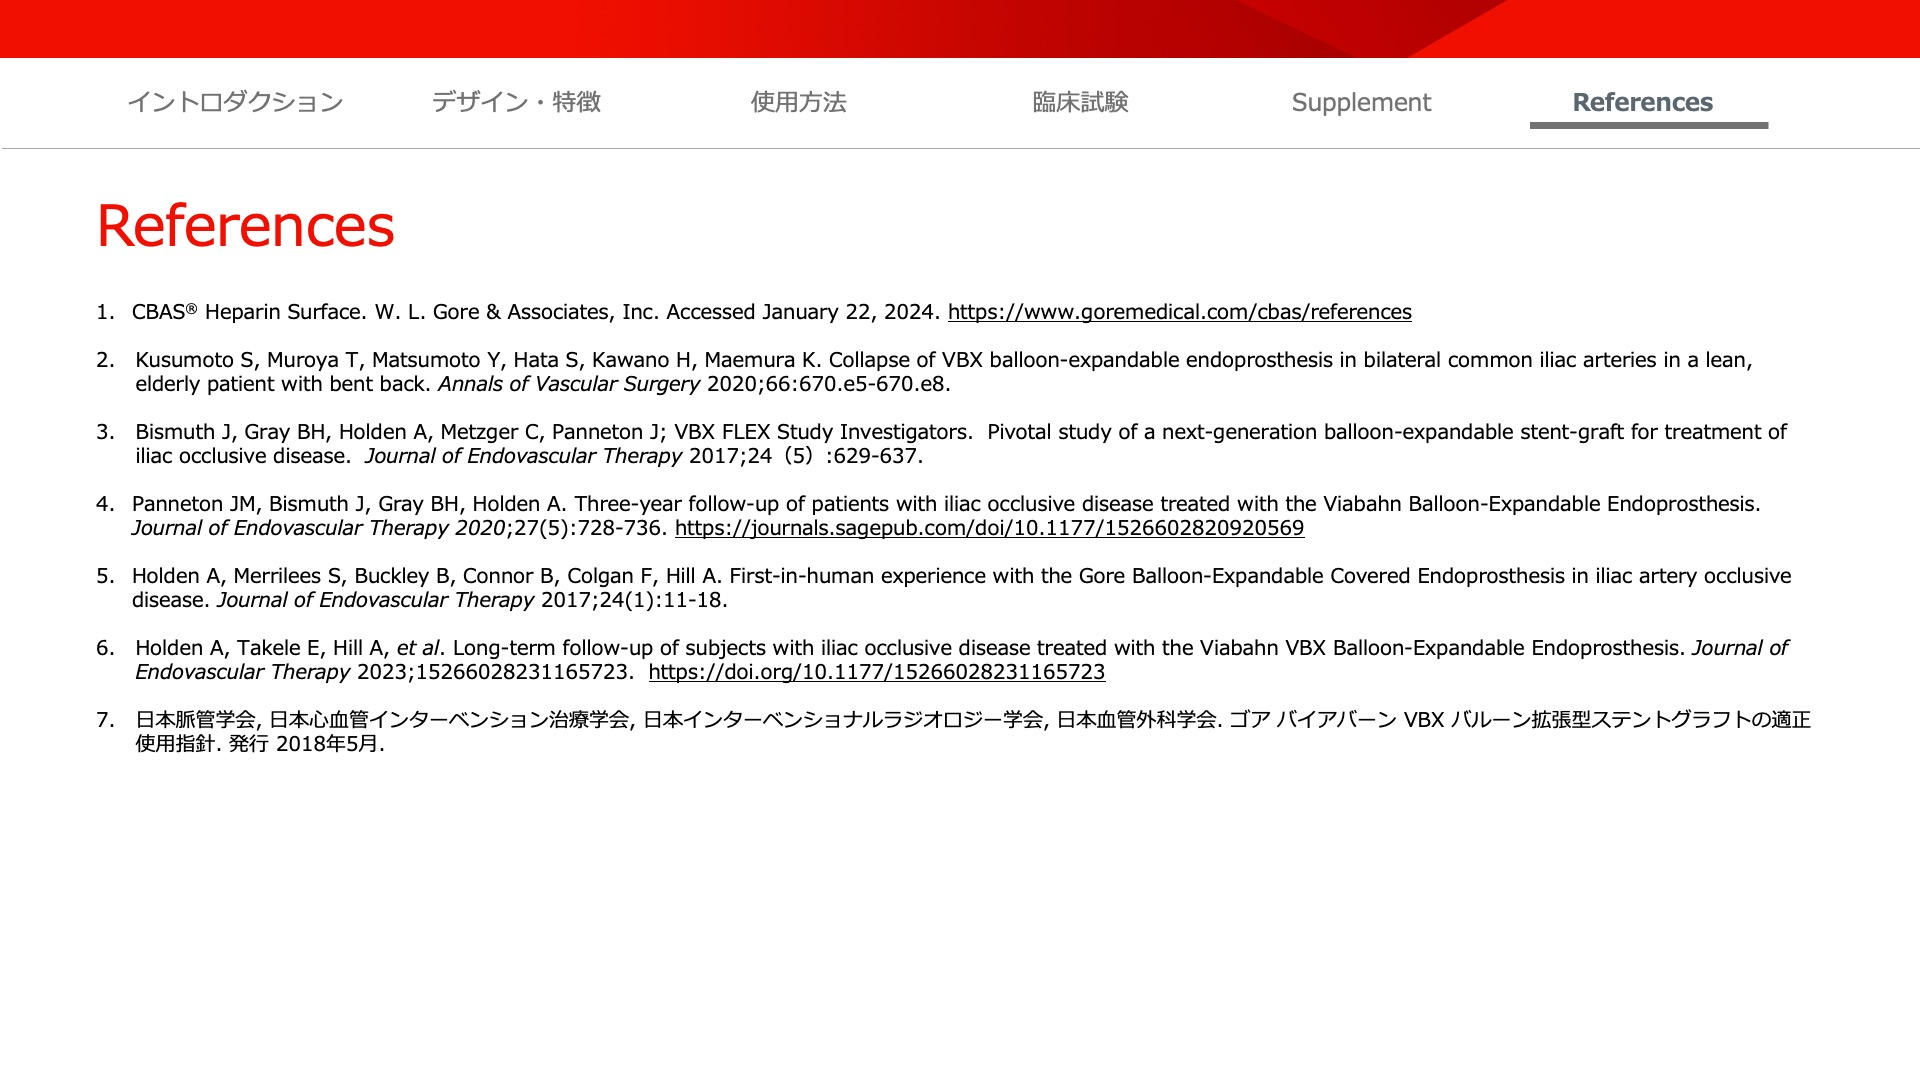 イントロダクション デザイン・特徴 使用方法 臨床試験 Supplement References
References
1. CBAS® Heparin Surface. W. L. Gore & Associates, Inc. Accessed January 22, 2024. https://www.goremedical.com/cbas/references
2. Kusumoto S, Muroya T, Matsumoto Y, Hata S, Kawano H, Maemura K. Collapse of VBX balloon-expandable endoprosthesis in bilateral common iliac arteries in a lean,
elderly patient with bent back. Annals of Vascular Surgery 2020;66:670.e5-670.e8.
3. Bismuth J, Gray BH, Holden A, Metzger C, Panneton J; VBX FLEX Study Investigators. Pivotal study of a next-generation balloon-expandable stent-graft for treatment of
iliac occlusive disease. Journal of Endovascular Therapy 2017;24（5）:629-637.
4. Panneton JM, Bismuth J, Gray BH, Holden A. Three-year follow-up of patients with iliac occlusive disease treated with the Viabahn Balloon-Expandable Endoprosthesis.
Journal of Endovascular Therapy 2020;27(5):728-736. https://journals.sagepub.com/doi/10.1177/1526602820920569
5. Holden A, Merrilees S, Buckley B, Connor B, Colgan F, Hill A. First-in-human experience with the Gore Balloon-Expandable Covered Endoprosthesis in iliac artery occlusive
disease. Journal of Endovascular Therapy 2017;24(1):11-18.
6. Holden A, Takele E, Hill A, et al. Long-term follow-up of subjects with iliac occlusive disease treated with the Viabahn VBX Balloon-Expandable Endoprosthesis. Journal of
Endovascular Therapy 2023;15266028231165723. https://doi.org/10.1177/15266028231165723
7. 日本脈管学会, 日本心血管インターベンション治療学会, 日本インターベンショナルラジオロジー学会, 日本血管外科学会. ゴア バイアバーン VBX バルーン拡張型ステントグラフトの適正
使用指針. 発行 2018年5月.